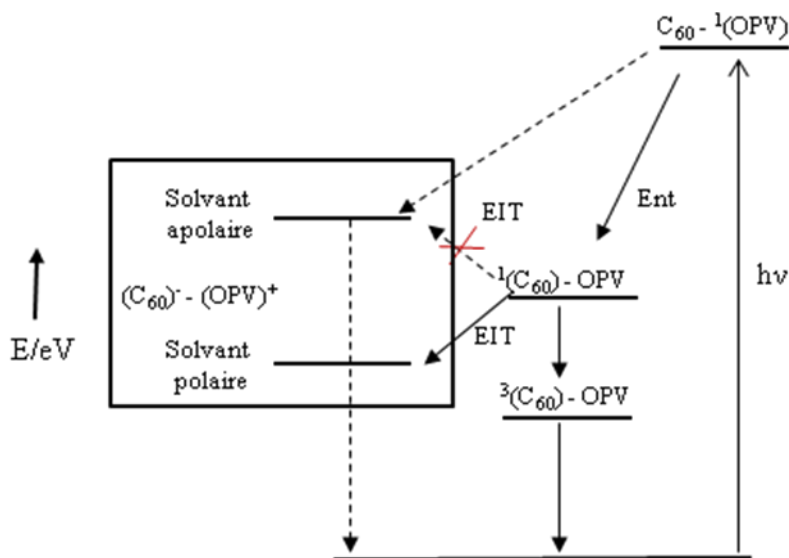 C₆₀ - ¹(OPV)
Solvant
apolaire
EIT
Ent
(C₆₀)⁻ - (OPV)⁺
¹(C₆₀) - OPV
hν
E/eV
Solvant
polaire
EIT
³(C₆₀) - OPV